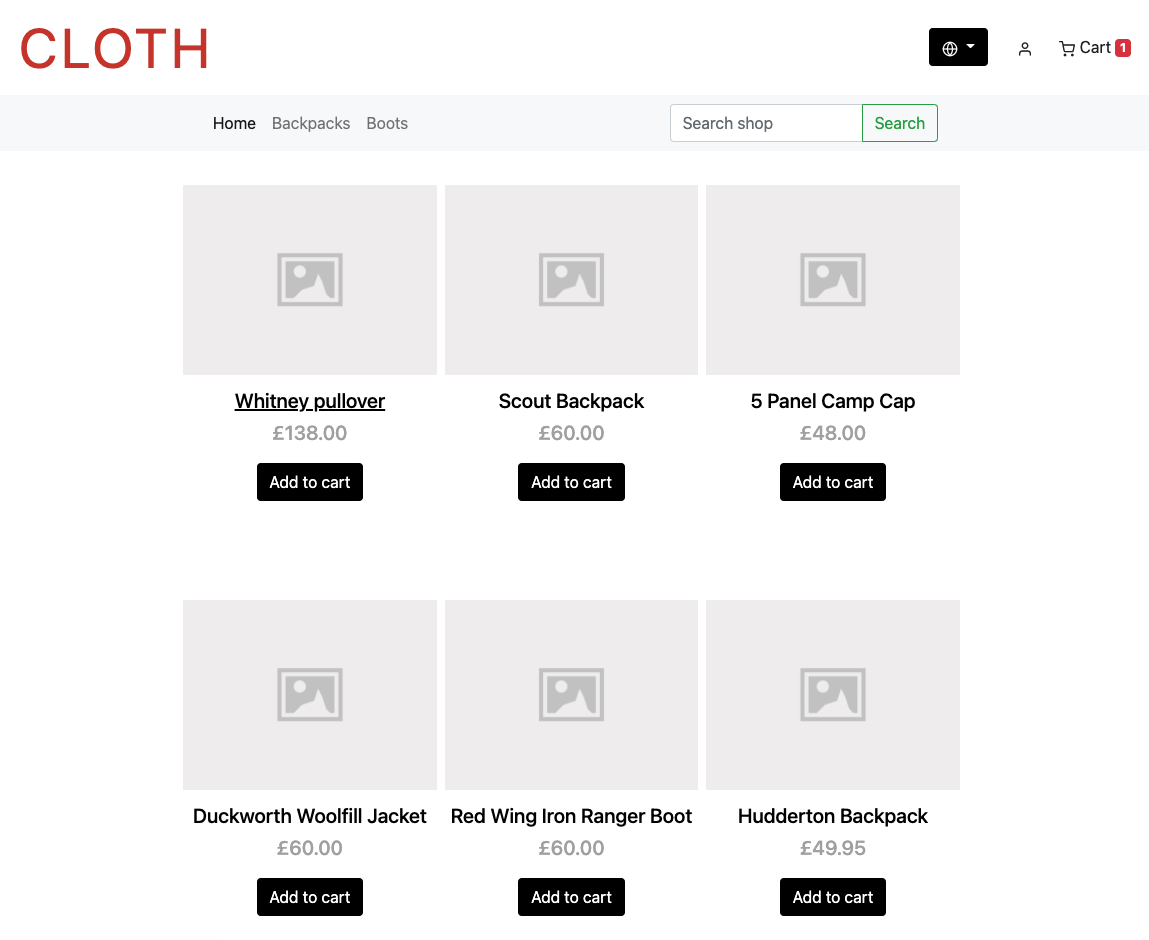 CLOTH
Cart 1
Home Backpacks Boots Search shop Search
Whitney pullover Scout Backpack 5 Panel Camp Cap
£138.00 £60.00 £48.00
Add to cart Add to cart Add to cart
Duckworth Woolfill Jacket Red Wing Iron Ranger Boot Hudderton Backpack
£60.00 £60.00 £49.95
Add to cart Add to cart Add to cart